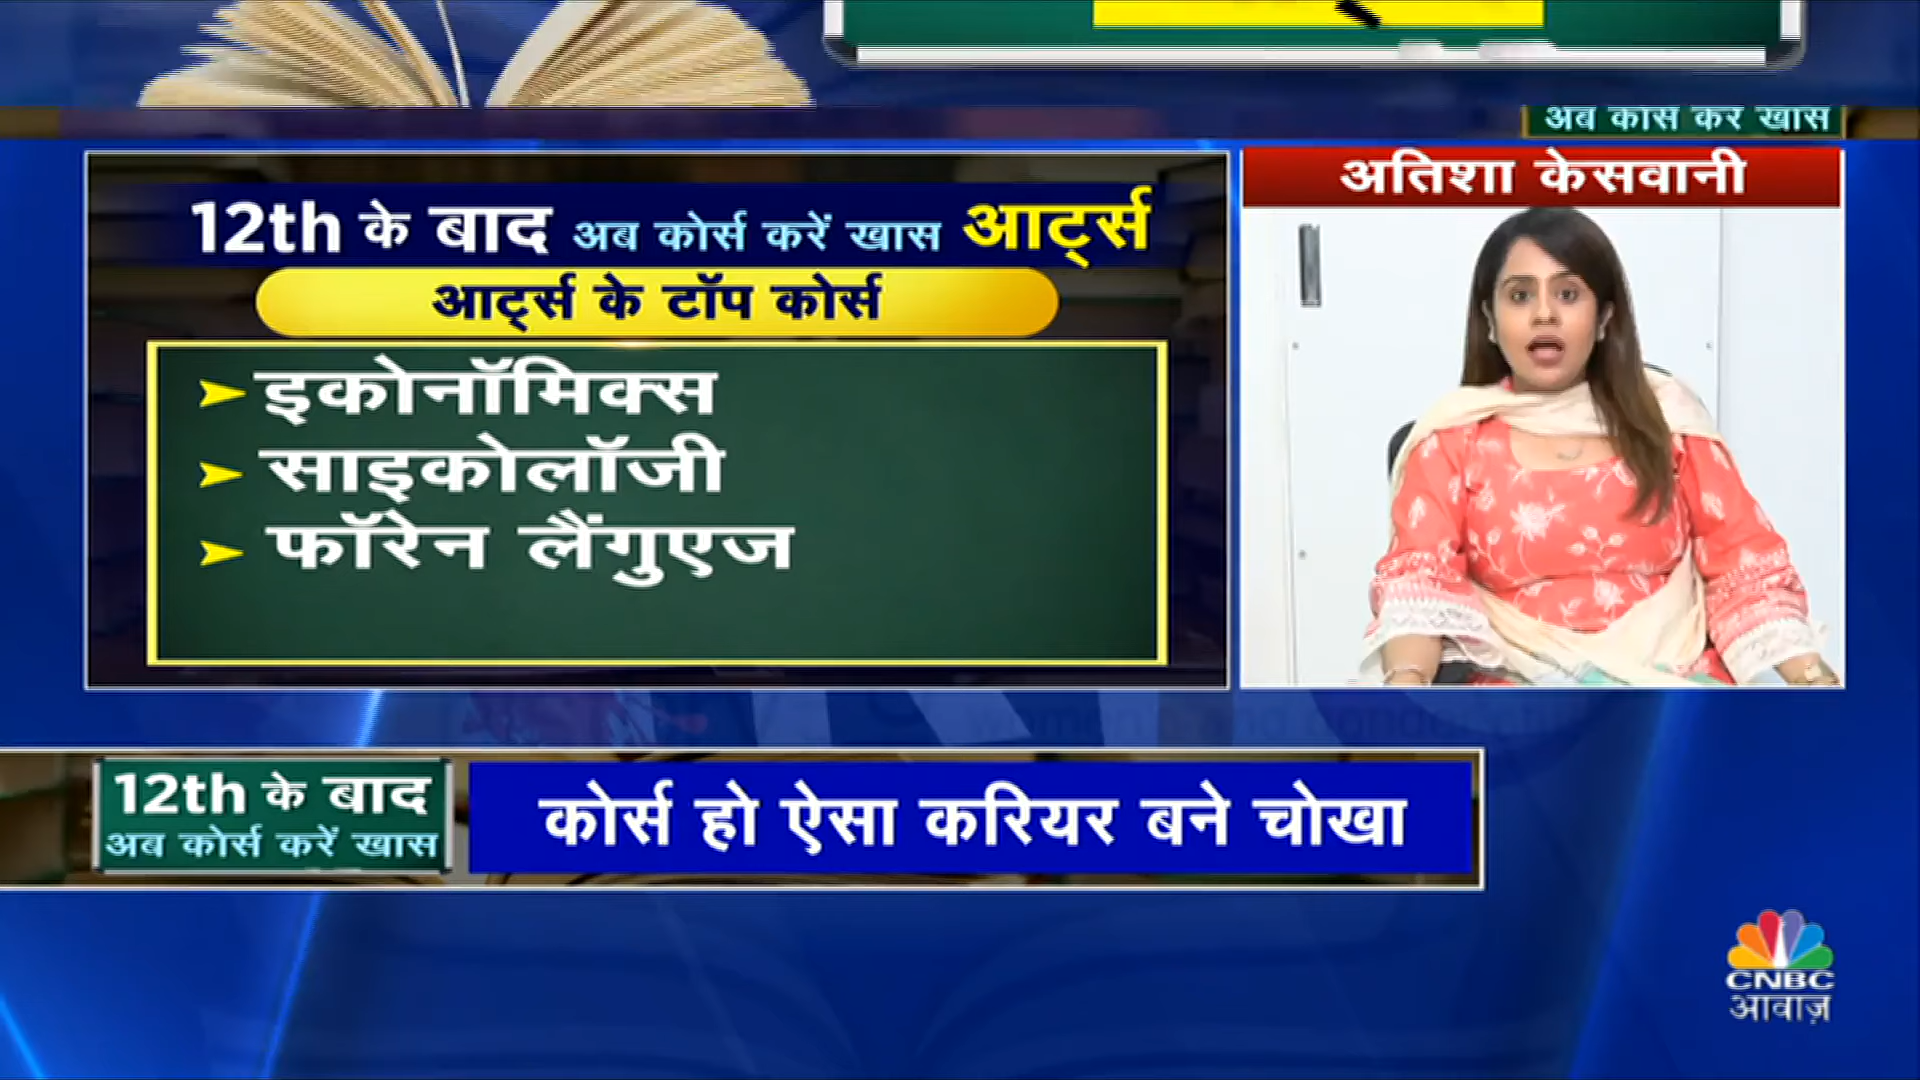 अब कोर्स करें खास
अतिशा केसवानी
12th के बाद अब कोर्स करें खास आर्ट्स
आर्ट्स के टॉप कोर्स
इकोनॉमिक्स
साइकोलॉजी
फॉरेन लैंगुएज
12th के बाद
अब कोर्स करें खास
कोर्स हो ऐसा करियर बने चोखा
CNBC
आवाज़